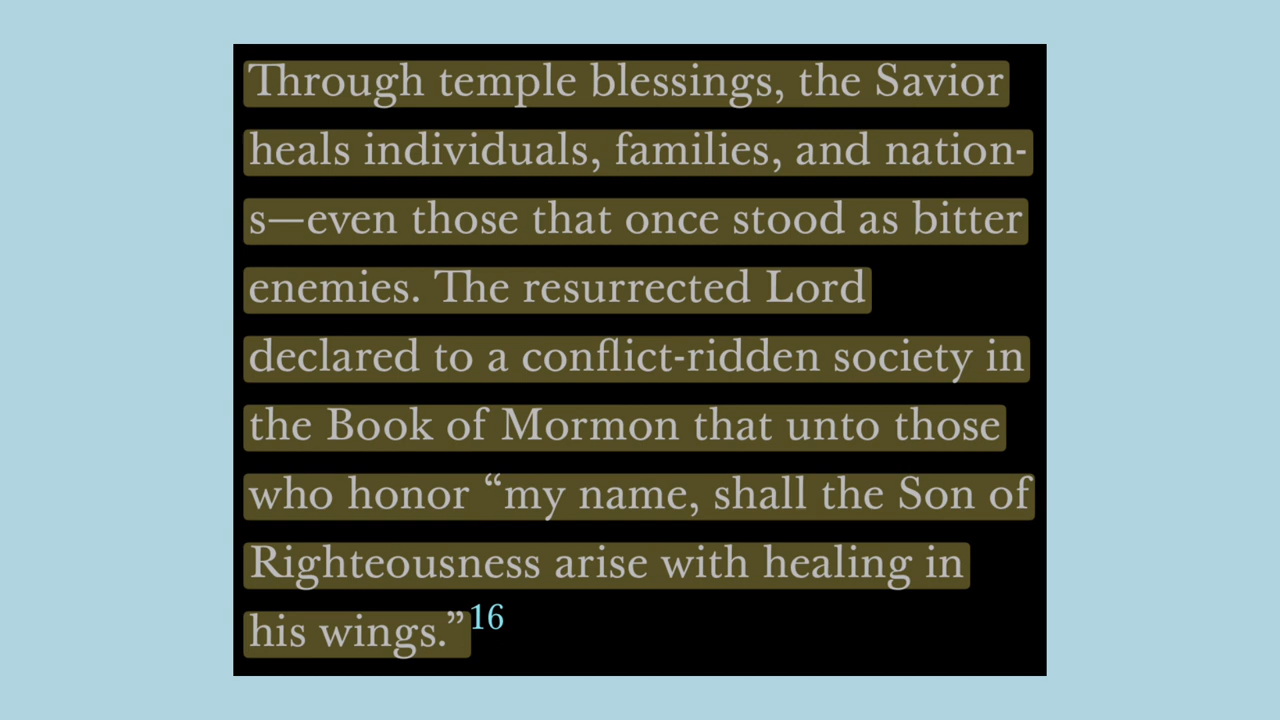 Through temple blessings, the Savior
heals individuals, families, and nation-
s—even those that once stood as bitter
enemies. The resurrected Lord
declared to a conflict-ridden society in
the Book of Mormon that unto those
who honor “my name, shall the Son of
Righteousness arise with healing in
his wings.”16